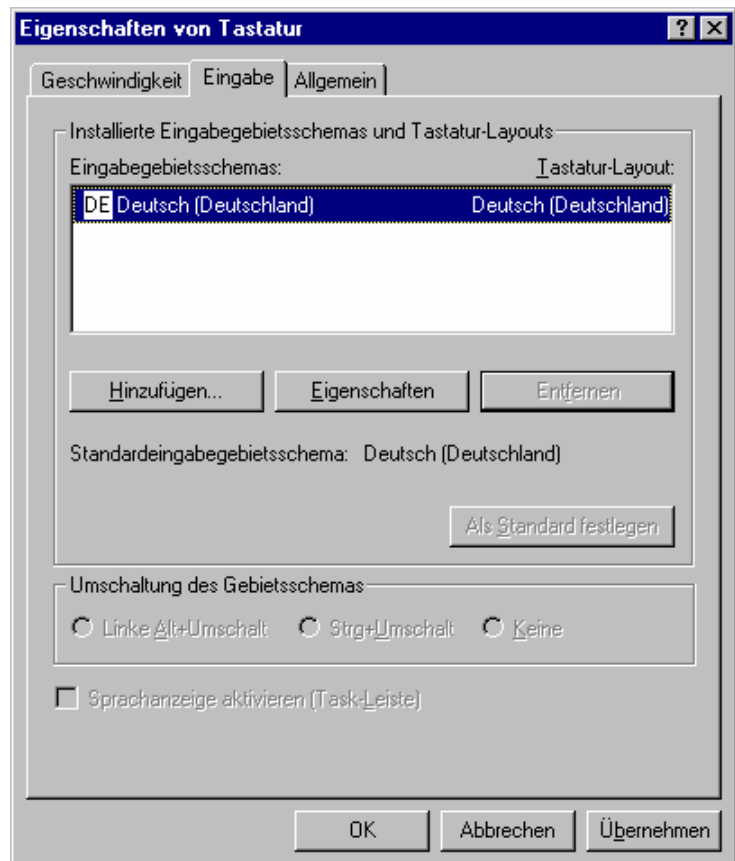 Eigenschaften von Tastatur
Geschwindigkeit Eingabe Allgemein
Installierte Eingabegebietsschemas und Tastatur-Layouts
Eingabegebietsschemas: Tastatur-Layout:
DE Deutsch (Deutschland) Deutsch (Deutschland)
Hinzufügen... Eigenschaften Entfernen
Standardeingabegebietsschema: Deutsch (Deutschland)
Als Standard festlegen
Umschaltung des Gebietsschemas
Linke Alt+Umschalt Strg+Umschalt Keine
Sprachanzeige aktivieren (Task-Leiste)
OK Abbrechen Übernehmen